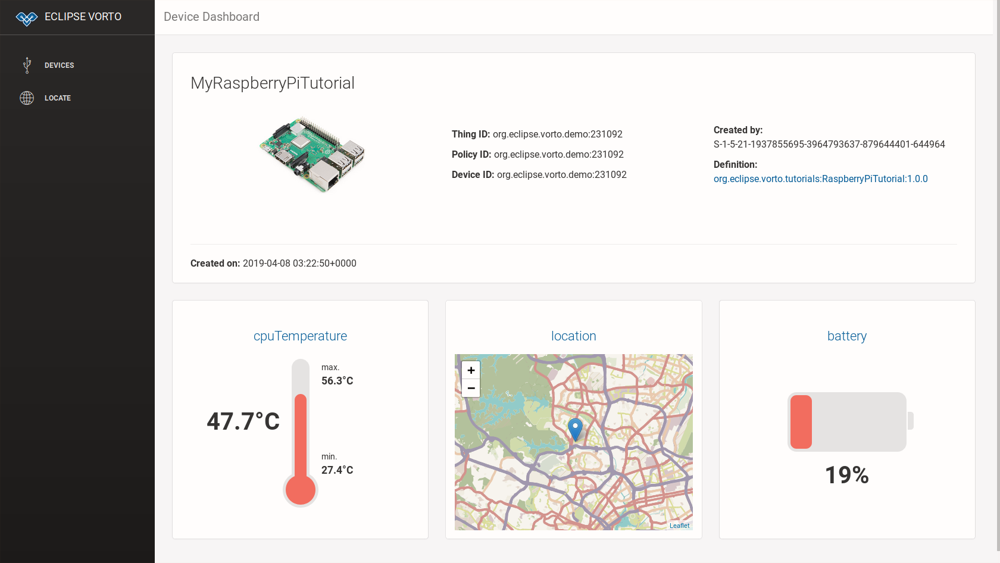 ECLIPSE VORTO
Device Dashboard
DEVICES
LOCATE
MyRaspberryPiTutorial
Thing ID: org.eclipse.vorto.demo:231092
Policy ID: org.eclipse.vorto.demo:231092
Device ID: org.eclipse.vorto.demo:231092
Created by:
S-1-5-21-1937855695-3964793637-879644401-644964
Definition:
org.eclipse.vorto.tutorials:RaspberryPiTutorial:1.0.0
Created on: 2019-04-08 03:22:50+0000
cpuTemperature
max.
56.3°C
47.7°C
min.
27.4°C
location
+
−
Leaflet
battery
19%